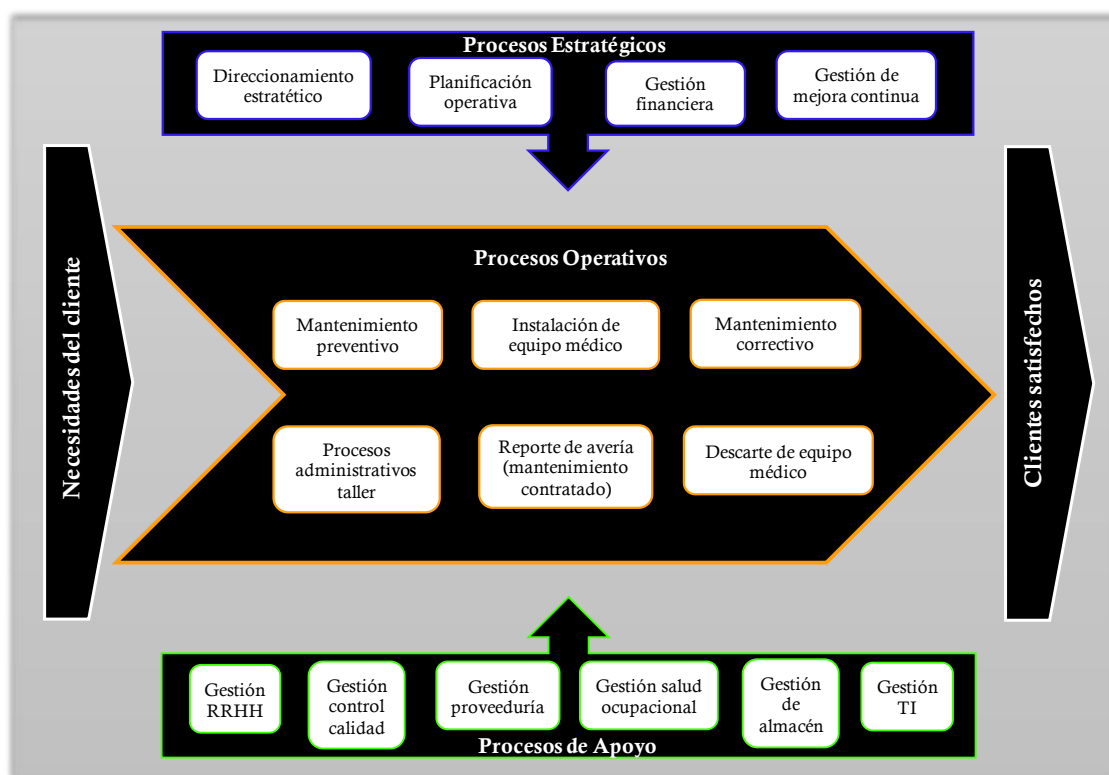 Procesos Estratégicos
Direccionamiento
estratético
Planificación
operativa
Gestión
financiera
Gestión de
mejora continua
Necesidades del cliente
Procesos Operativos
Mantenimiento
preventivo
Instalación de
equipo médico
Mantenimiento
correctivo
Procesos
administrativos
taller
Reporte de avería
(mantenimiento
contratado)
Descarte de equipo
médico
Clientes satisfechos
Gestión
RRHH
Gestión
control
calidad
Gestión
proveeduría
Gestión salud
ocupacional
Gestión
de
almacén
Gestión
TI
Procesos de Apoyo